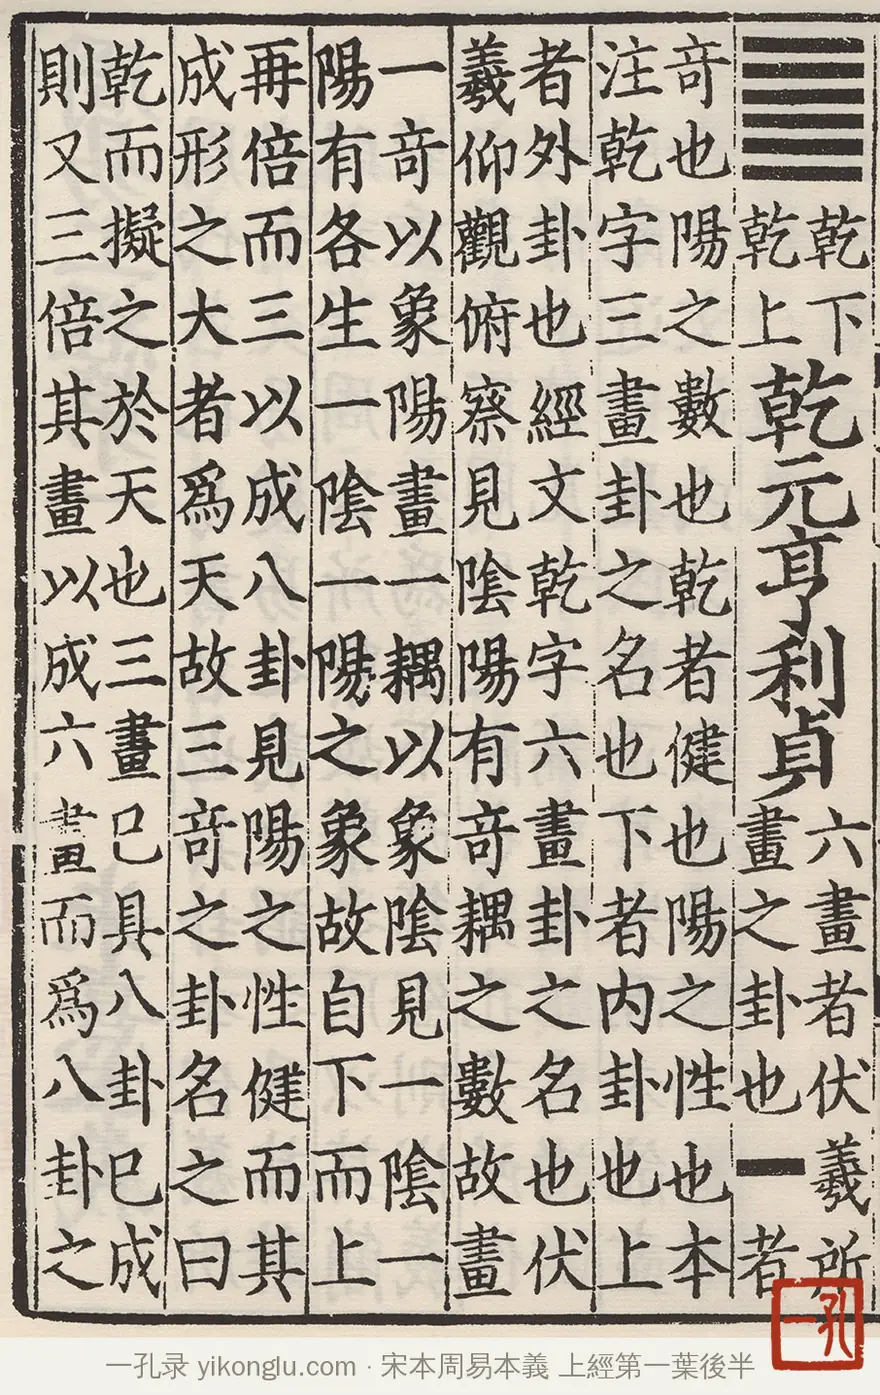 ䷀
乾下
乾上
乾元亨利貞
六畫者伏羲所
畫之卦也一者
奇也陽之數也乾者健也陽之性也本
注乾字三畫卦之名也下者内卦也上
者外卦也經文乾字六畫卦之名也伏
羲仰觀俯察見陰陽有奇耦之數故畫
一奇以象陽畫一耦以象陰見一陰一
陽有各生一陰一陽之象故自下而上
再倍而三以成八卦見陽之性健而其
成形之大者爲天故三奇之卦名之曰
乾而擬之於天也三畫已具八卦已成
則又三倍其畫以成六畫而爲八卦之
一孔
一孔录 yikonglu.com · 宋本周易本義 上經第一葉後半